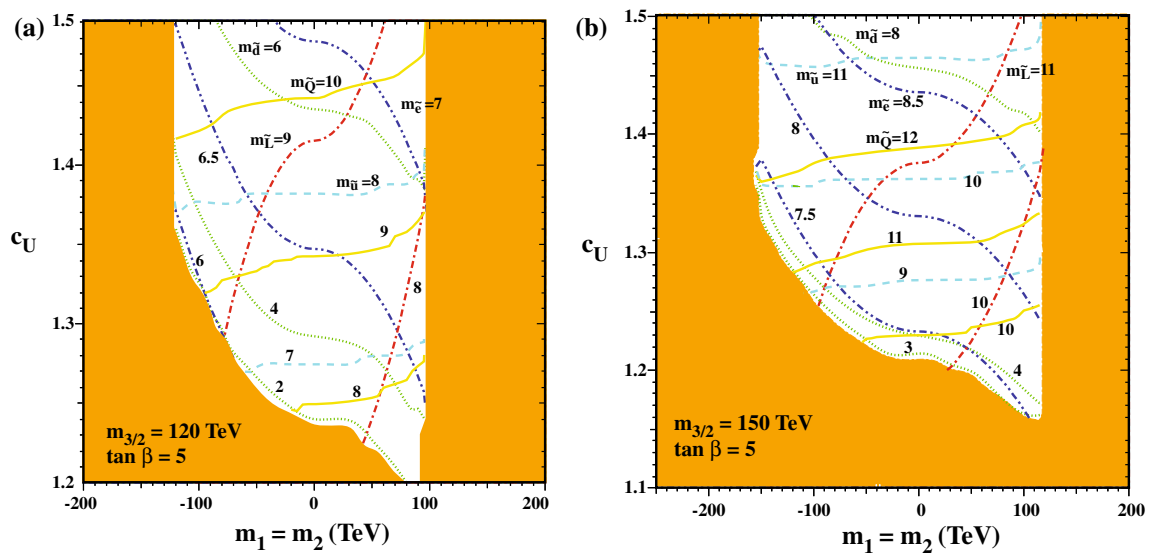 (a)
1.5
1.4
c_U
1.3
1.2
-200
-100
0
100
200
m_1 = m_2 (TeV)
m_d̃=6
m_Q̃=10
m_ẽ=7
m_L̃=9
6.5
m_ũ=8
9
6
8
4
7
2
8
m_3/2 = 120 TeV
tan β = 5
(b)
1.5
1.4
c_U
1.3
1.2
1.1
-200
-100
0
100
200
m_1 = m_2 (TeV)
m_d̃=8
m_ũ=11
m_L̃=11
m_ẽ=8.5
8
m_Q̃=12
10
7.5
11
9
10
10
3
4
m_3/2 = 150 TeV
tan β = 5